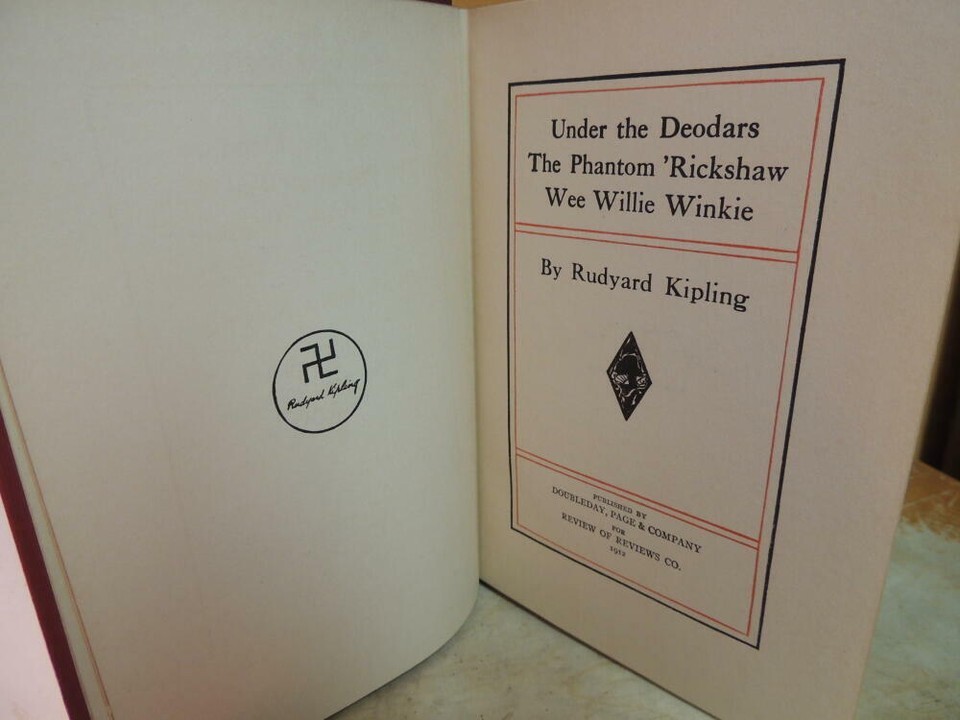 Rudyard Kipling
Under the Deodars
The Phantom 'Rickshaw
Wee Willie Winkie
By Rudyard Kipling
PUBLISHED BY
DOUBLEDAY, PAGE & COMPANY
FOR
REVIEW OF REVIEWS CO.
1912